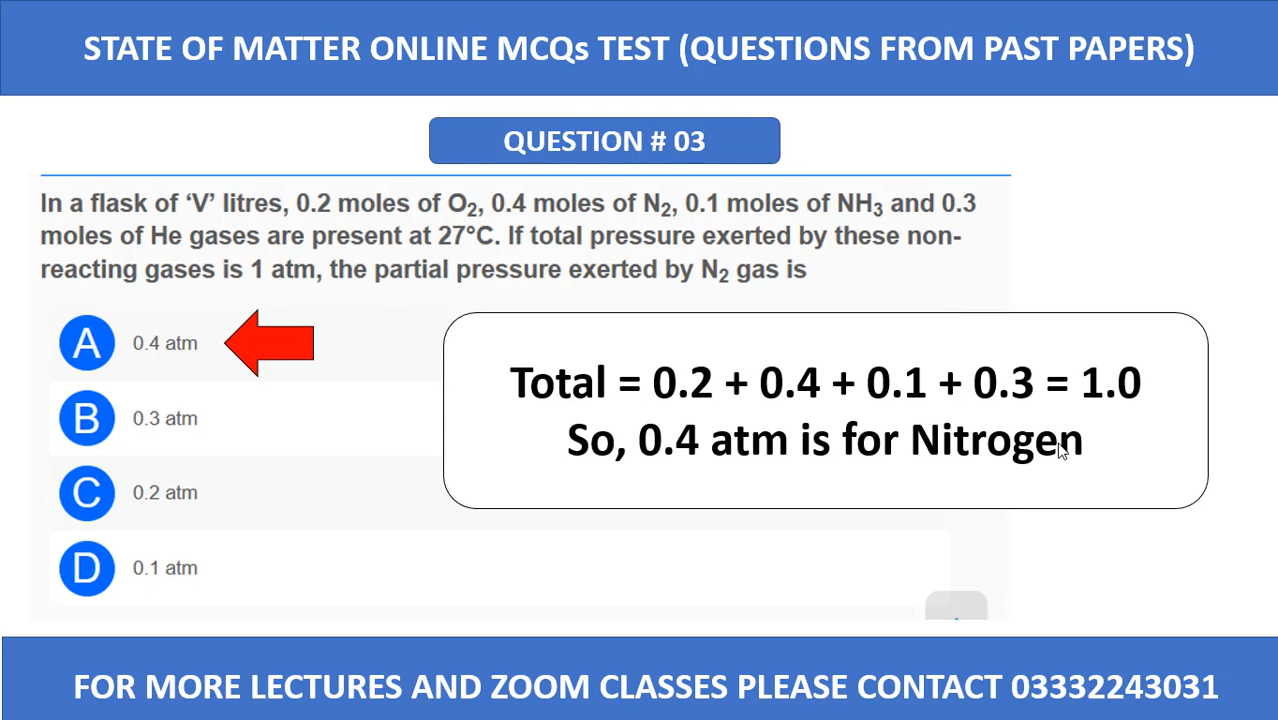 STATE OF MATTER ONLINE MCQs TEST (QUESTIONS FROM PAST PAPERS)
QUESTION # 03
In a flask of ‘V’ litres, 0.2 moles of O₂, 0.4 moles of N₂, 0.1 moles of NH₃ and 0.3
moles of He gases are present at 27°C. If total pressure exerted by these non-
reacting gases is 1 atm, the partial pressure exerted by N₂ gas is
A 0.4 atm
B 0.3 atm
C 0.2 atm
D 0.1 atm
Total = 0.2 + 0.4 + 0.1 + 0.3 = 1.0
So, 0.4 atm is for Nitrogen
FOR MORE LECTURES AND ZOOM CLASSES PLEASE CONTACT 03332243031